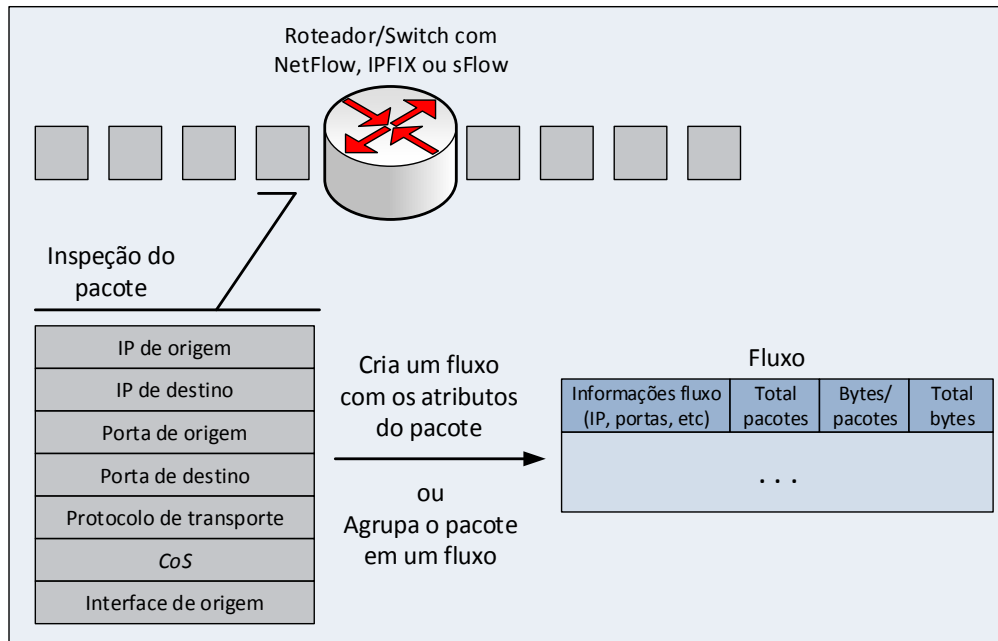 Roteador/Switch com
NetFlow, IPFIX ou sFlow
Inspeção do
pacote
IP de origem
IP de destino
Porta de origem
Porta de destino
Protocolo de transporte
CoS
Interface de origem
Cria um fluxo
com os atributos
do pacote
ou
Agrupa o pacote
em um fluxo
Fluxo
Informações fluxo
(IP, portas, etc)
Total
pacotes
Bytes/
pacotes
Total
bytes
. . .